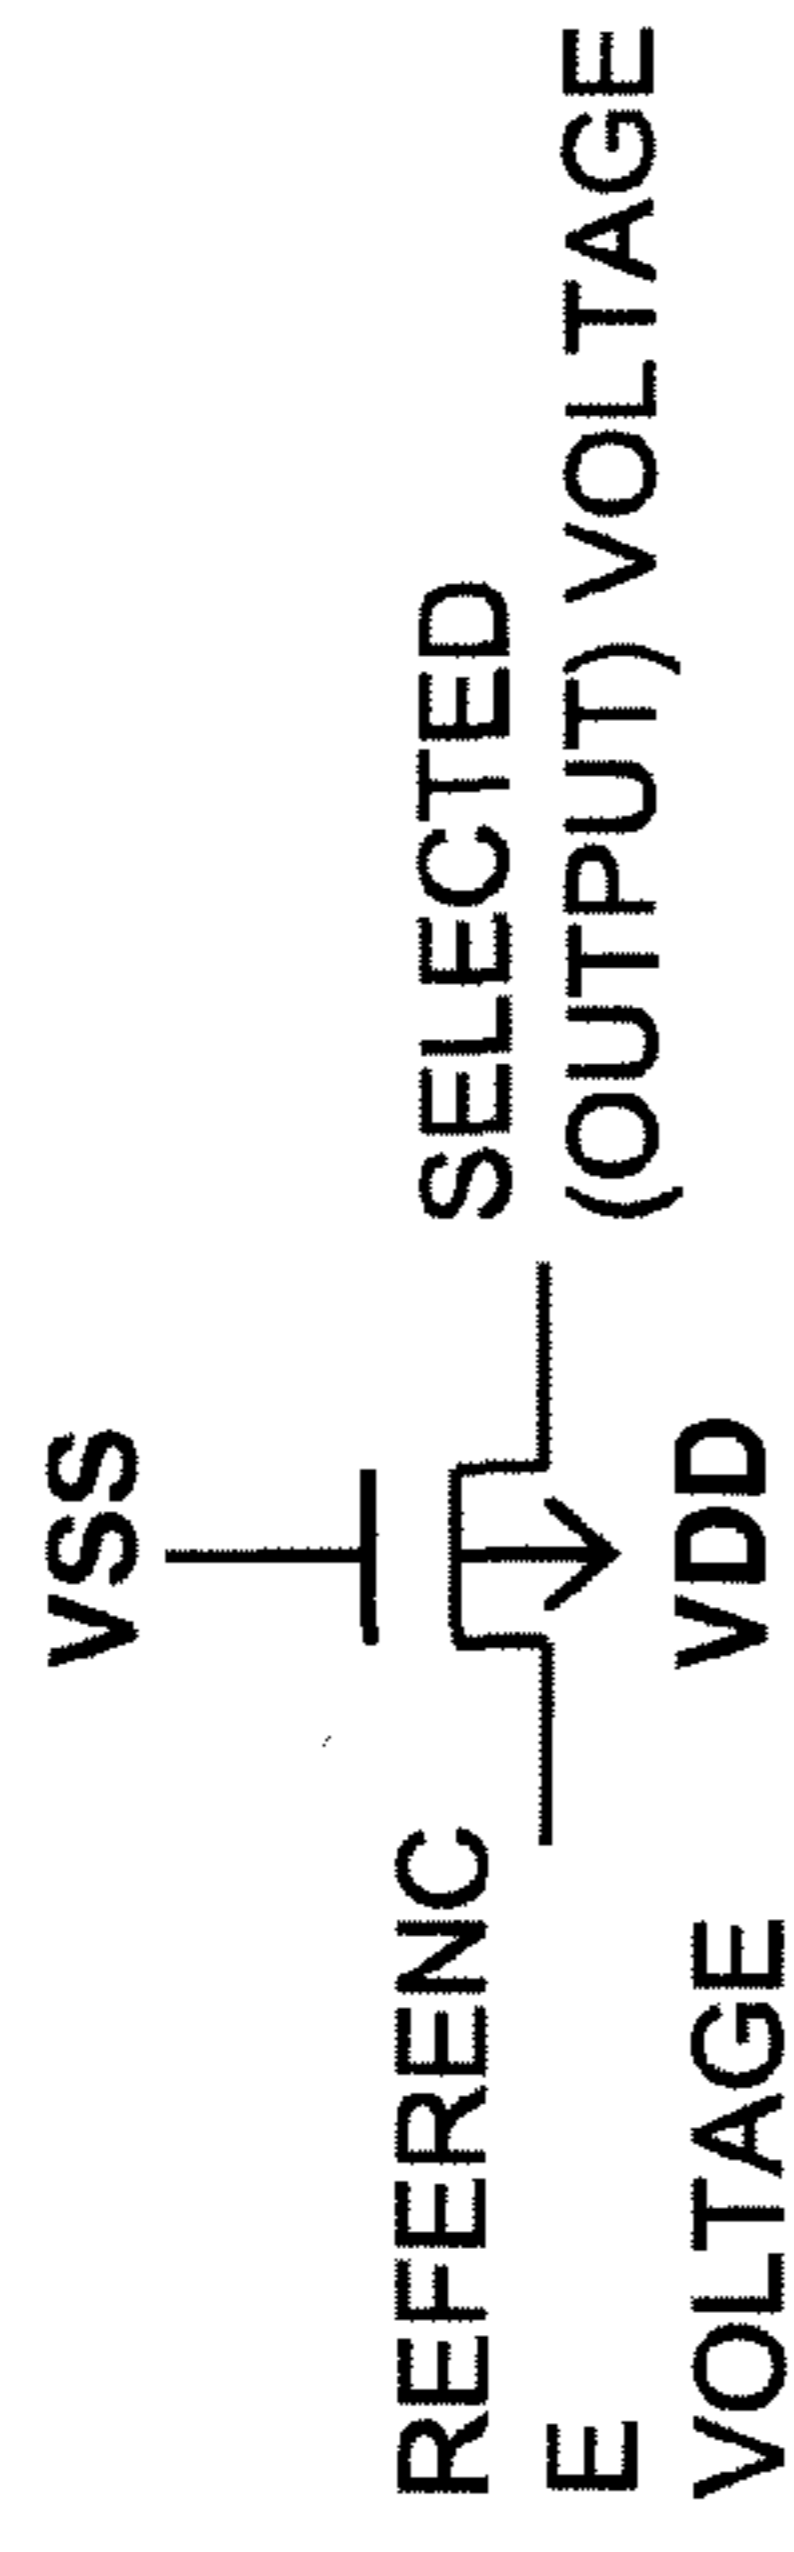 VSS
SELECTED
(OUTPUT) VOLTAGE
REFERENC
E
VOLTAGE
VDD